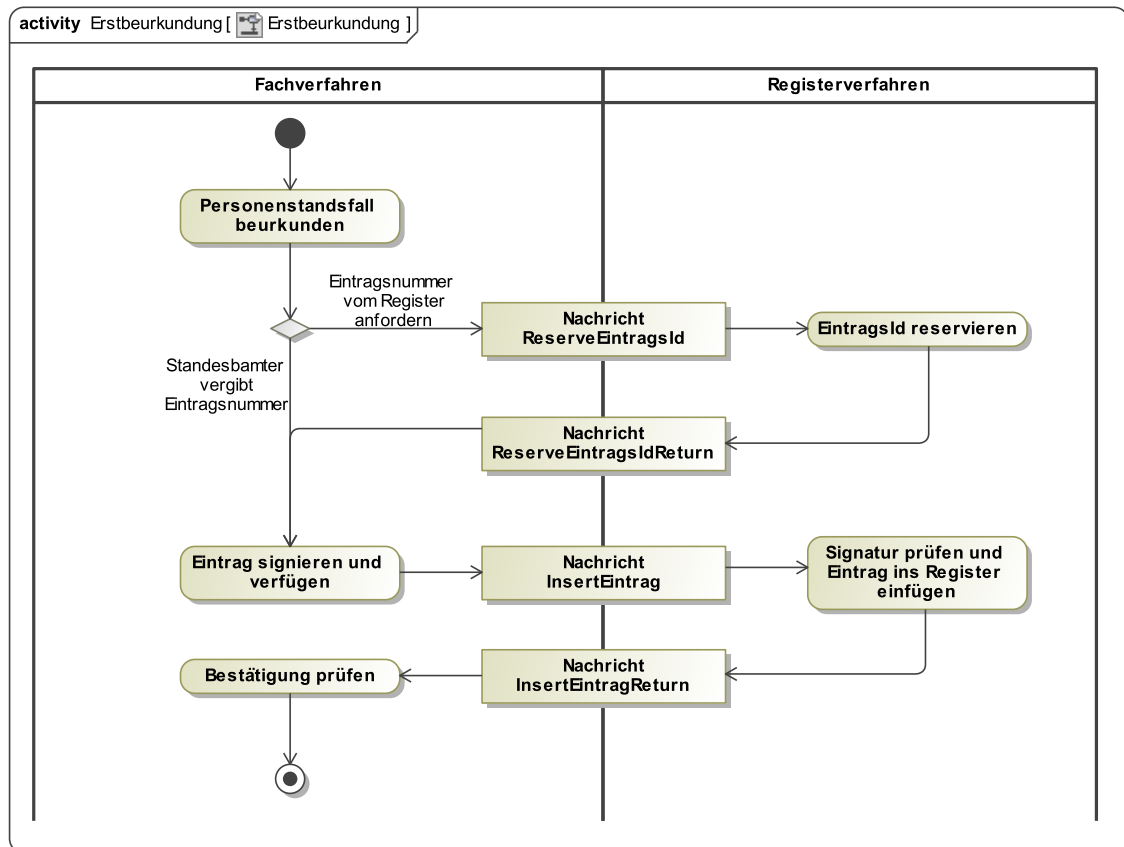 activity Erstbeurkundung [ Erstbeurkundung ]
Fachverfahren
Registerverfahren
Personenstandsfall
beurkunden
Eintragsnummer
vom Register
anfordern
Nachricht
ReserveEintragsId
EintragsId reservieren
Standesbamter
vergibt
Eintragsnummer
Nachricht
ReserveEintragsIdReturn
Eintrag signieren und
verfügen
Nachricht
InsertEintrag
Signatur prüfen und
Eintrag ins Register
einfügen
Bestätigung prüfen
Nachricht
InsertEintragReturn